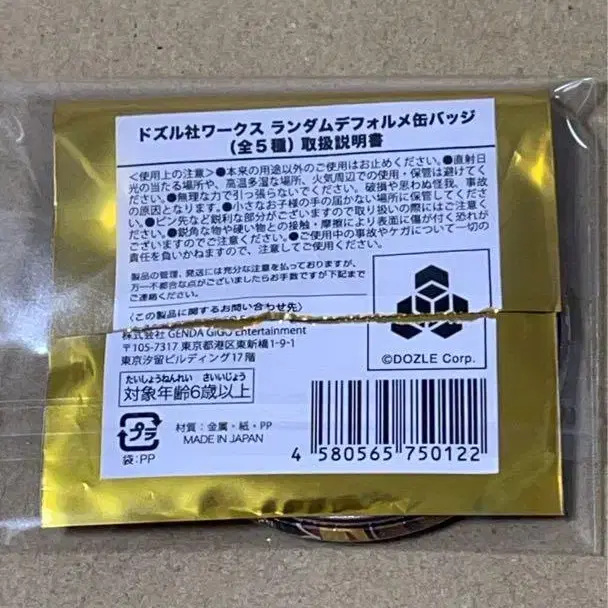 ドズル社ワークス ランダムデフォルメ缶バッジ
(全5種) 取扱説明書
<使用上の注意> ●本来の用途以外のご使用はお止めください。●直射日
光の当たる場所や、高温多湿な場所、火気周辺での使用・保管は避けてく
ださい。●無理な力で引っ張らないでください。破損や思わぬ怪我、事故
の原因となります。●小さなお子様の手の届かない場所に保管してくださ
い。●ピン先など鋭利な部分がございますので取り扱いの際にはご注意く
ださい。●鋭角な物や硬い物との接触・摩擦により表面に傷が付く恐れが
ございますのでご注意ください。●ご使用中の事故やケガについて一切の
責任を負いかねますので、注意してご使用ください。
製品の管理、発送には充分な注意を払っておりますが、
万一不都合な点がございましたらお手数ですが下記まで
ご連絡ください。
〈この製品に関するお問い合わせ先〉
株式会社 GENDA GiGO Entertainment
〒105-7317 東京都港区東新橋1-9-1
東京汐留ビルディング17階
©DOZLE Corp.
たいしょうねんれい さいいじょう
対象年齢6歳以上
プラ
袋:PP
材質:金属・紙・PP
MADE IN JAPAN
4 580565 750122